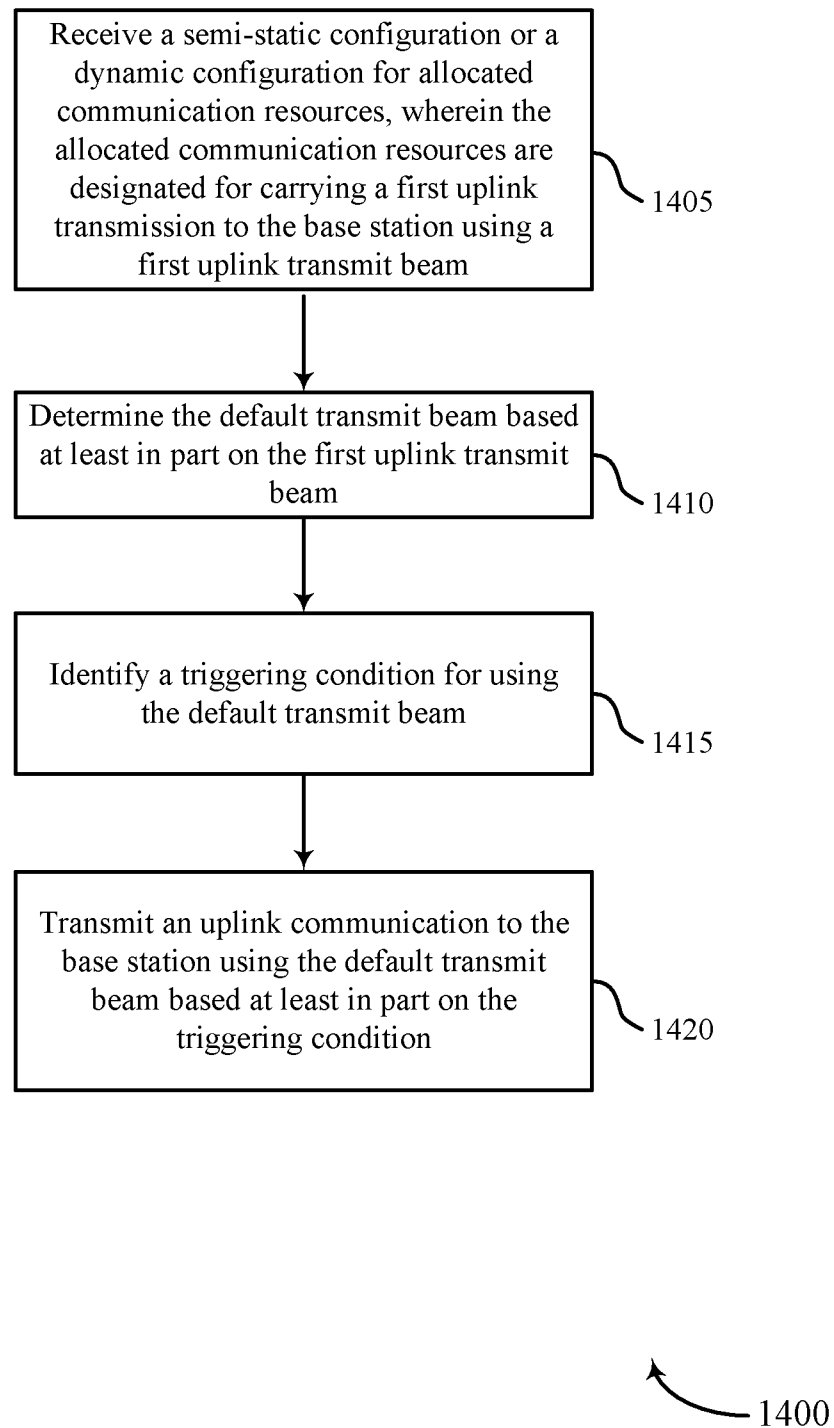 Receive a semi-static configuration or a
dynamic configuration for allocated
communication resources, wherein the
allocated communication resources are
designated for carrying a first uplink
transmission to the base station using a
first uplink transmit beam
1405
Determine the default transmit beam based
at least in part on the first uplink transmit
beam
1410
Identify a triggering condition for using
the default transmit beam
1415
Transmit an uplink communication to the
base station using the default transmit
beam based at least in part on the
triggering condition
1420
1400